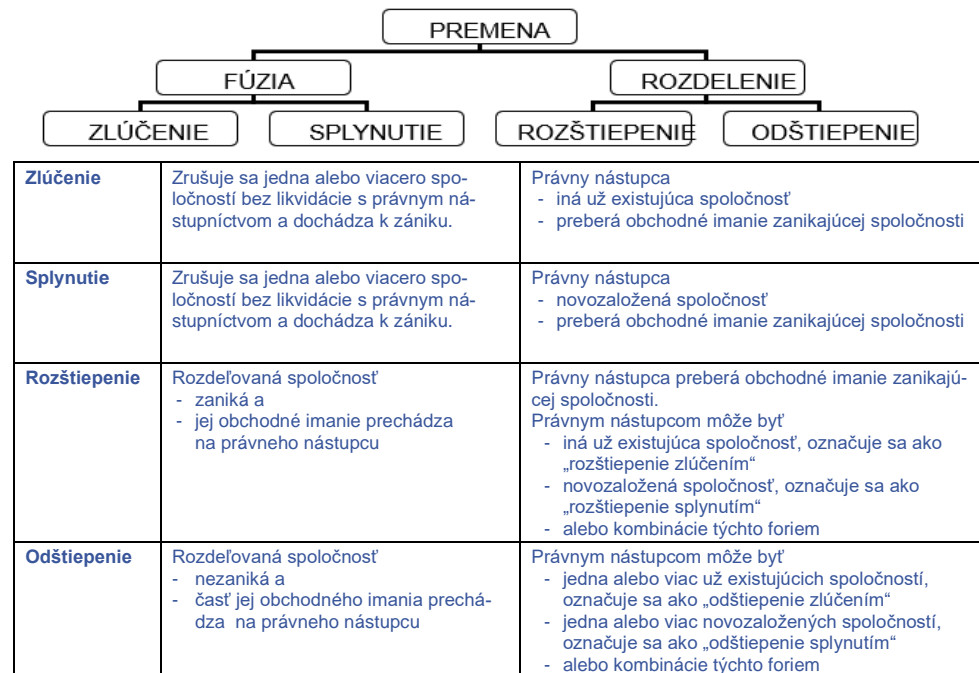 PREMENA
FÚZIA
ROZDELENIE
ZLÚČENIE
SPLYNUTIE
ROZŠTIEPENIE
ODŠTIEPENIE
Zlúčenie
Zrušuje sa jedna alebo viacero spo-
ločností bez likvidácie s právnym ná-
stupníctvom a dochádza k zániku.
Právny nástupca
- iná už existujúca spoločnosť
- preberá obchodné imanie zanikajúcej spoločnosti
Splynutie
Zrušuje sa jedna alebo viacero spo-
ločností bez likvidácie s právnym ná-
stupníctvom a dochádza k zániku.
Právny nástupca
- novozaložená spoločnosť
- preberá obchodné imanie zanikajúcej spoločnosti
Rozštiepenie
Rozdeľovaná spoločnosť
- zaniká a
- jej obchodné imanie prechádza
na právneho nástupcu
Právny nástupca preberá obchodné imanie zanikajú-
cej spoločnosti.
Právnym nástupcom môže byť
- iná už existujúca spoločnosť, označuje sa ako
„rozštiepenie zlúčením“
- novozaložená spoločnosť, označuje sa ako
„rozštiepenie splynutím“
- alebo kombinácie týchto foriem
Odštiepenie
Rozdeľovaná spoločnosť
- nezaniká a
- časť jej obchodného imania prechá-
dza na právneho nástupcu
Právnym nástupcom môže byť
- jedna alebo viac už existujúcich spoločností,
označuje sa ako „odštiepenie zlúčením“
- jedna alebo viac novozaložených spoločností,
označuje sa ako „odštiepenie splynutím“
- alebo kombinácie týchto foriem